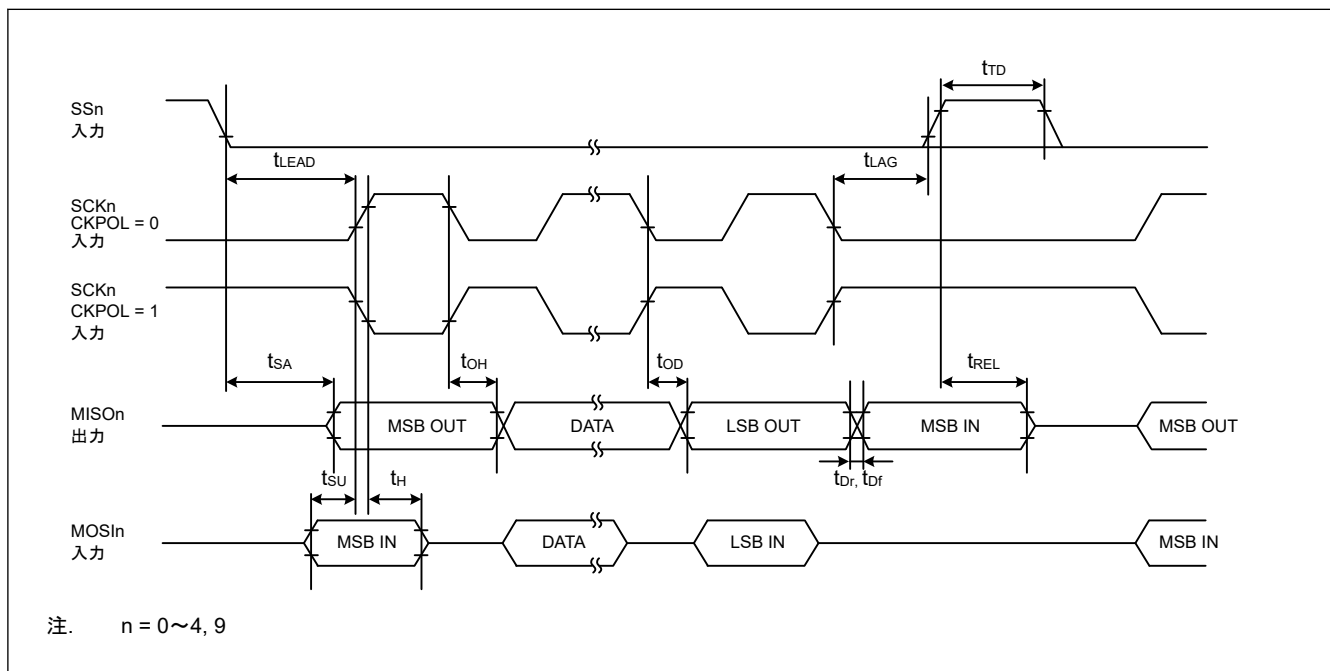 tTD
SSn
入力
tLEAD
tLAG
SCKn
CKPOL = 0
入力
SCKn
CKPOL = 1
入力
tSA
tOH
tOD
tREL
MISOn
出力
MSB OUT
DATA
LSB OUT
MSB IN
MSB OUT
tSU
tH
tDr, tDf
MOSIn
入力
MSB IN
DATA
LSB IN
MSB IN
注. n = 0～4, 9